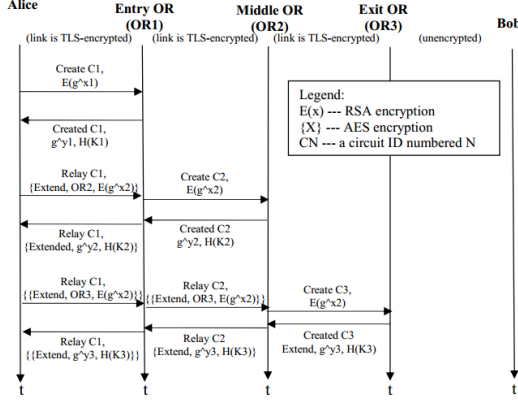 Alice
Entry OR
(OR1)
Middle OR
(OR2)
Exit OR
(OR3)
Bob
(link is TLS-encrypted)
(link is TLS-encrypted)
(link is TLS-encrypted)
(unencrypted)
Create C1,
E(g^x1)
Legend:
E(x) --- RSA encryption
{X} --- AES encryption
CN --- a circuit ID numbered N
Created C1,
g^y1, H(K1)
Relay C1,
{Extend, OR2, E(g^x2)}
Create C2,
E(g^x2)
Relay C1,
{Extended, g^y2, H(K2)}
Created C2
g^y2, H(K2)
Relay C1,
{{Extend, OR3, E(g^x2)}}
Relay C2,
{{Extend, OR3, E(g^x2)}}
Create C3,
E(g^x2)
Relay C1,
{{Extend, g^y3, H(K3)}}
Relay C2
{Extend, g^y3, H(K3)}
Created C3
Extend, g^y3, H(K3)
t
t
t
t
t